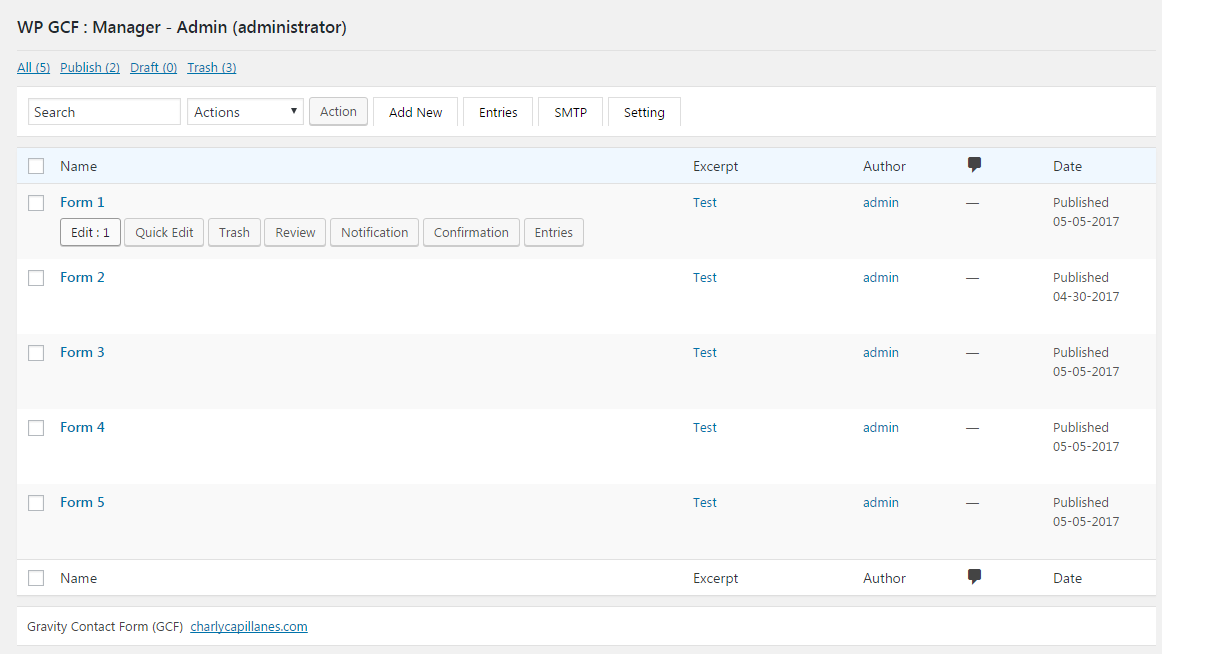 WP GCF : Manager - Admin (administrator)
All (5) Publish (2) Draft (0) Trash (3)
Search Actions Action Add New Entries SMTP Setting
Name Excerpt Author Date
Form 1 Test admin — Published
05-05-2017
Edit : 1 Quick Edit Trash Review Notification Confirmation Entries
Form 2 Test admin — Published
04-30-2017
Form 3 Test admin — Published
05-05-2017
Form 4 Test admin — Published
05-05-2017
Form 5 Test admin — Published
05-05-2017
Name Excerpt Author Date
Gravity Contact Form (GCF) charlycapillanes.com